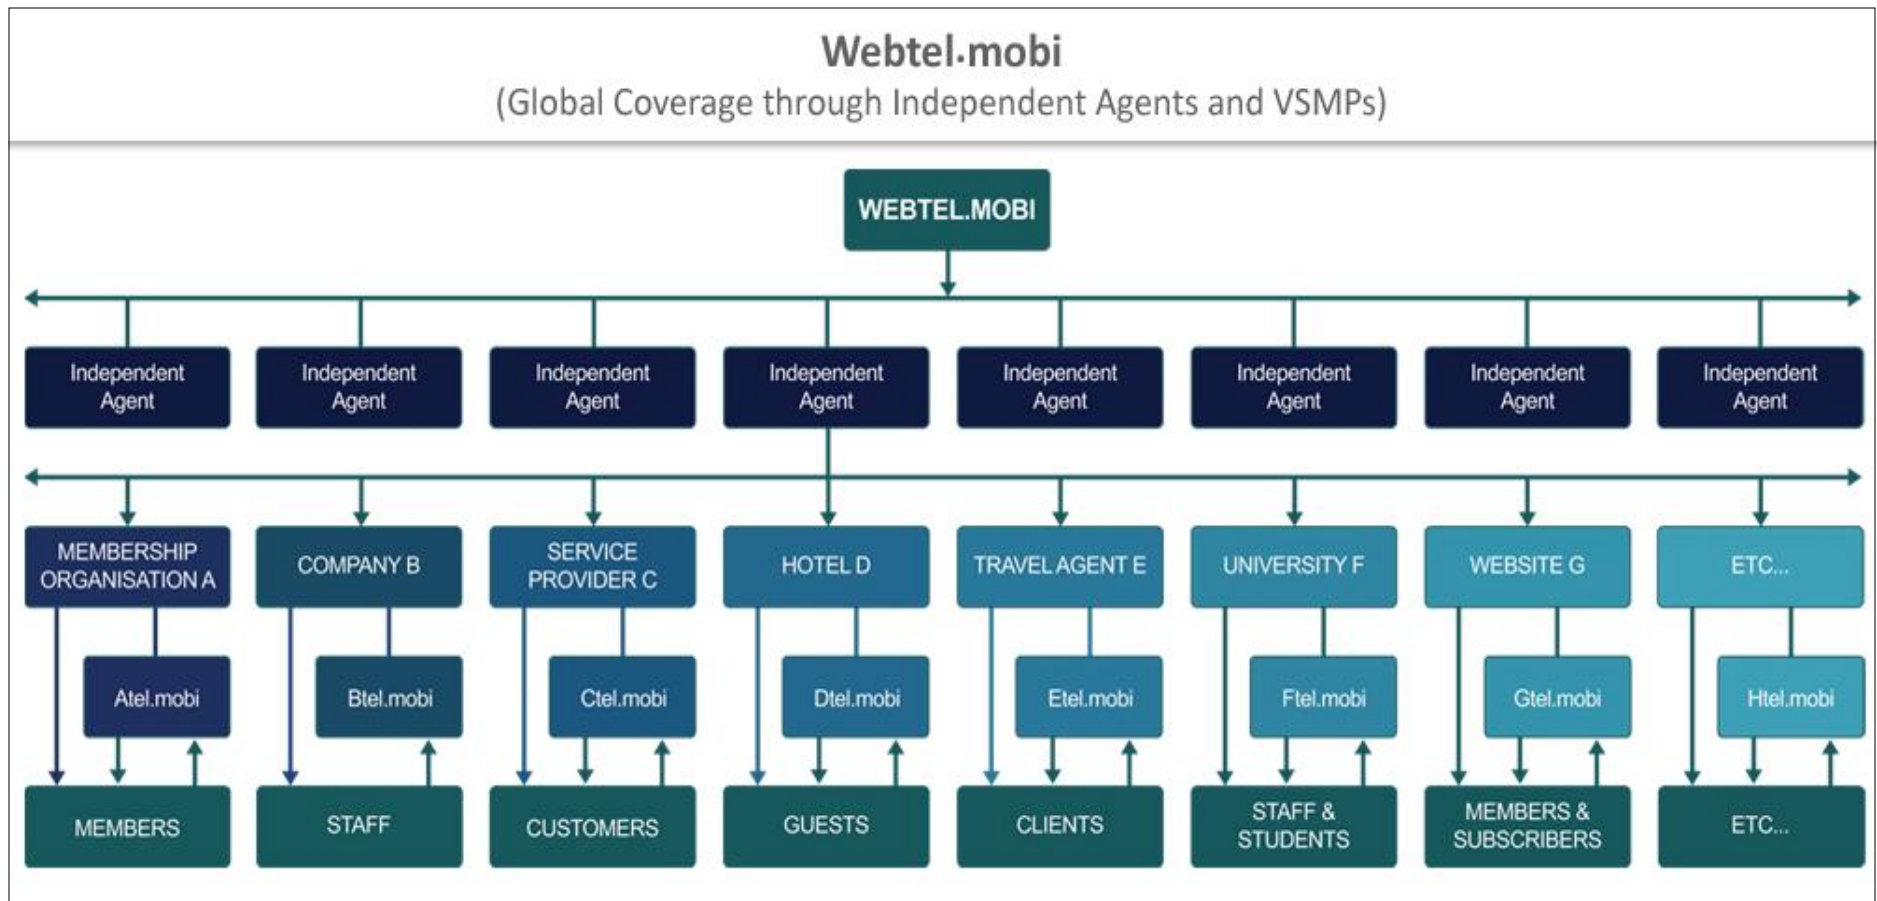 Webtel.mobi
(Global Coverage through Independent Agents and VSMPs)
WEBTEL.MOBI
Independent
Agent
Independent
Agent
Independent
Agent
Independent
Agent
Independent
Agent
Independent
Agent
Independent
Agent
Independent
Agent
MEMBERSHIP
ORGANISATION A
COMPANY B
SERVICE
PROVIDER C
HOTEL D
TRAVEL AGENT E
UNIVERSITY F
WEBSITE G
ETC...
Atel.mobi
Btel.mobi
Ctel.mobi
Dtel.mobi
Etel.mobi
Ftel.mobi
Gtel.mobi
Htel.mobi
MEMBERS
STAFF
CUSTOMERS
GUESTS
CLIENTS
STAFF &
STUDENTS
MEMBERS &
SUBSCRIBERS
ETC...